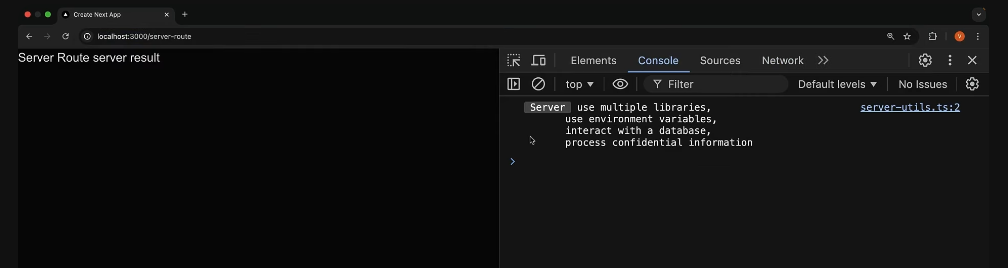 Create Next App
localhost:3000/server-route
V
Server Route server result
Elements Console Sources Network
top Filter Default levels No Issues
Server use multiple libraries, server-utils.ts:2
use environment variables,
interact with a database,
process confidential information